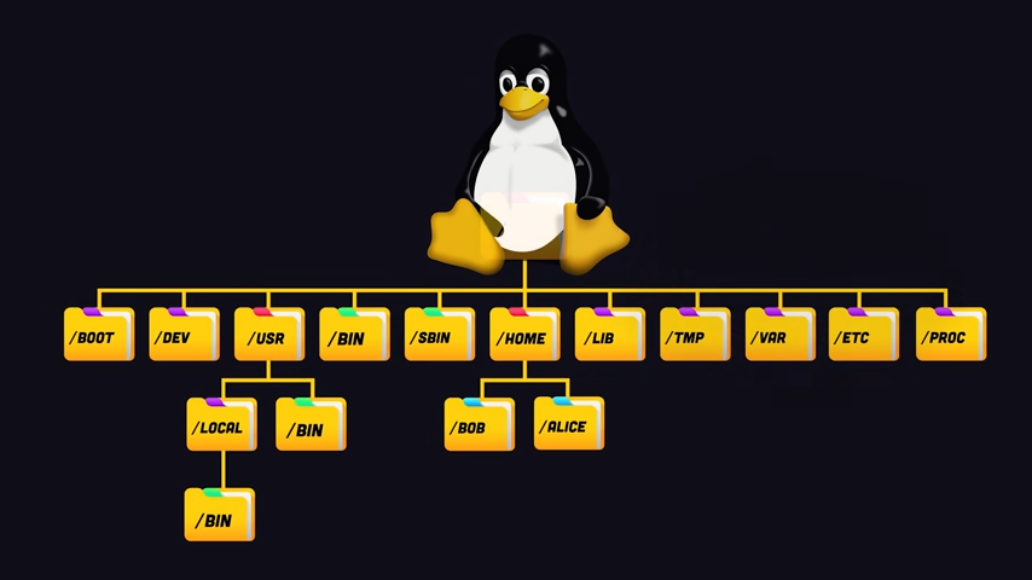 /BOOT
/DEV
/USR
/BIN
/SBIN
/HOME
/LIB
/TMP
/VAR
/ETC
/PROC
/LOCAL
/BIN
/BOB
/ALICE
/BIN